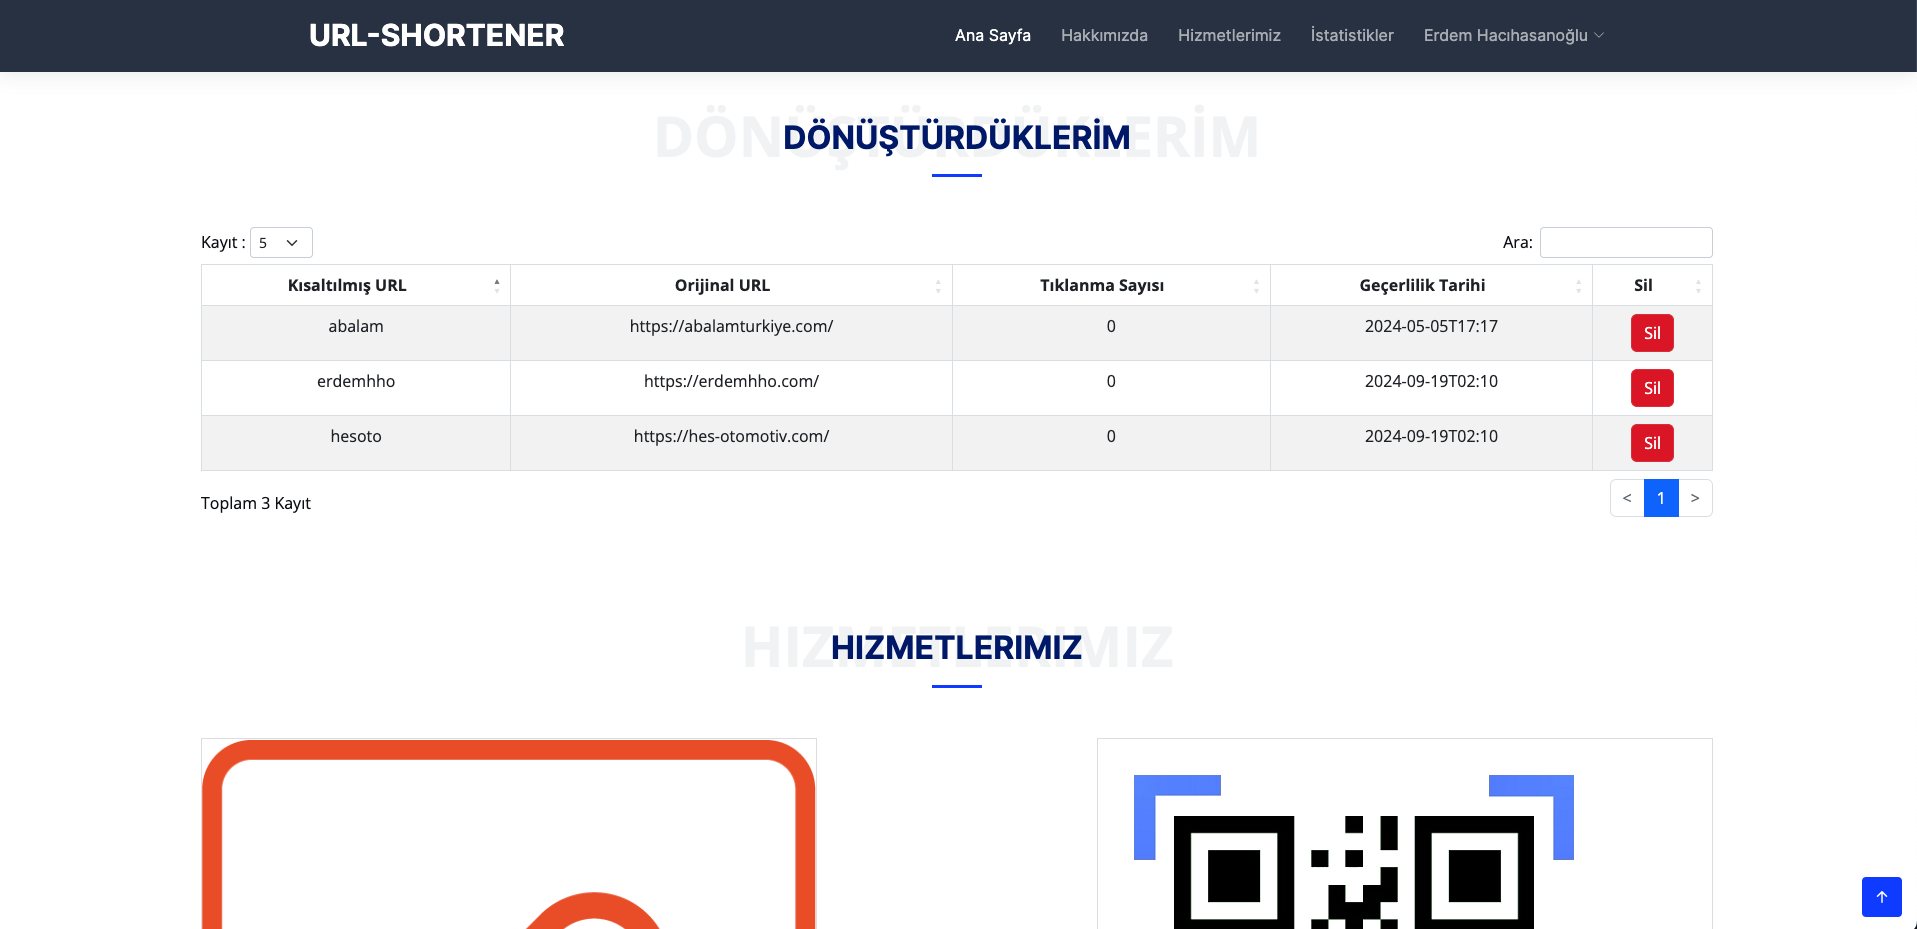 URL-SHORTENER Ana Sayfa Hakkımızda Hizmetlerimiz İstatistikler Erdem Hacıhasanoğlu
DÖNÜŞTÜRDÜKLERİM
DÖNÜŞTÜRDÜKLERİM
Kayıt : 5 Ara:
Kısaltılmış URL Orijinal URL Tıklanma Sayısı Geçerlilik Tarihi Sil
abalam https://abalamturkiye.com/ 0 2024-05-05T17:17 Sil
erdemhho https://erdemhho.com/ 0 2024-09-19T02:10 Sil
hesoto https://hes-otomotiv.com/ 0 2024-09-19T02:10 Sil
Toplam 3 Kayıt < 1 >
HIZMETLERIMIZ
HIZMETLERIMIZ